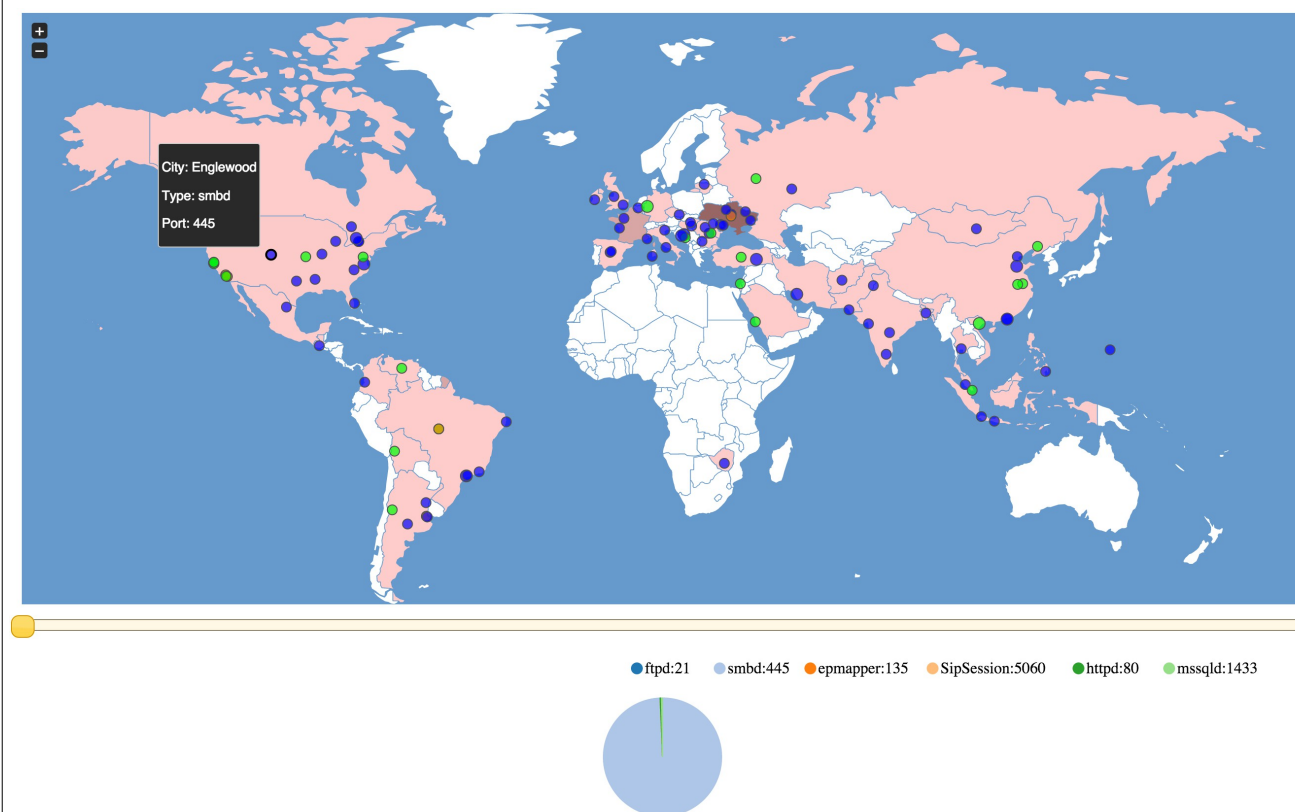 +
−
City: Englewood
Type: smbd
Port: 445
ftpd:21 smbd:445 epmapper:135 SipSession:5060 httpd:80 mssqld:1433